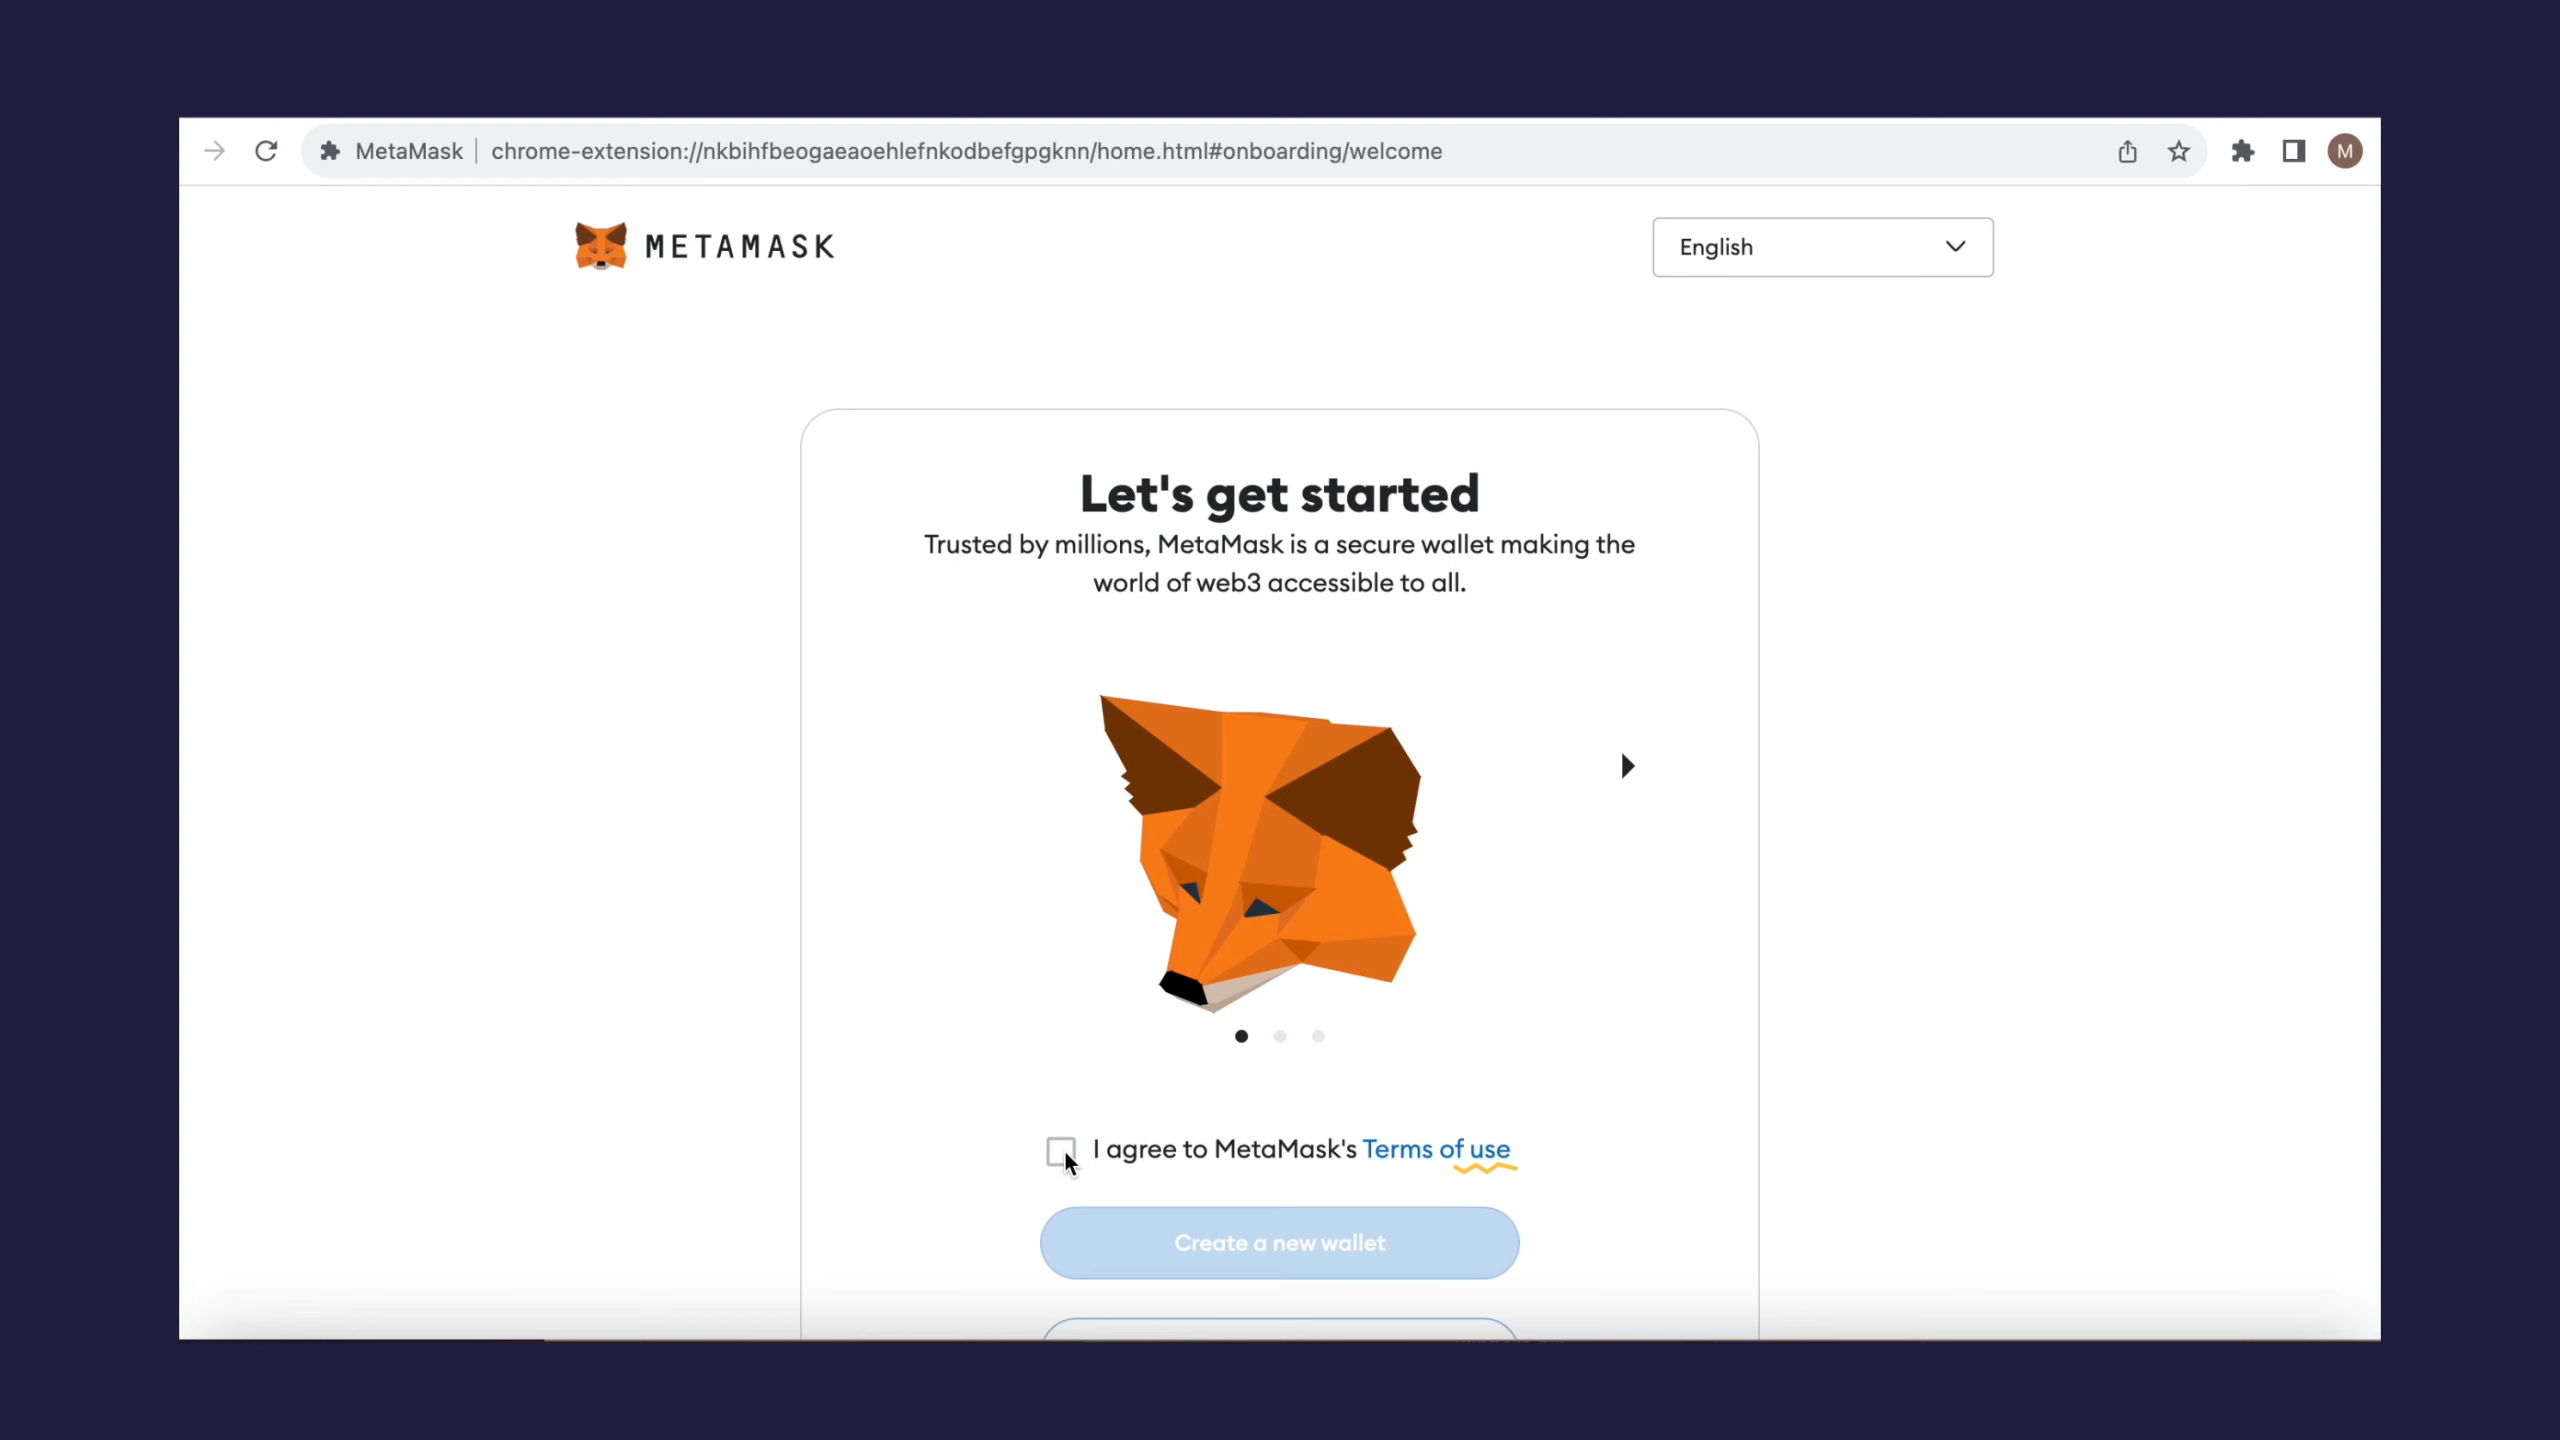 MetaMask | chrome-extension://nkbihfbeogaeaoehlefnkodbefgpgknn/home.html#onboarding/welcome
M
METAMASK
English
Let's get started
Trusted by millions, MetaMask is a secure wallet making the
world of web3 accessible to all.
I agree to MetaMask's Terms of use
Create a new wallet